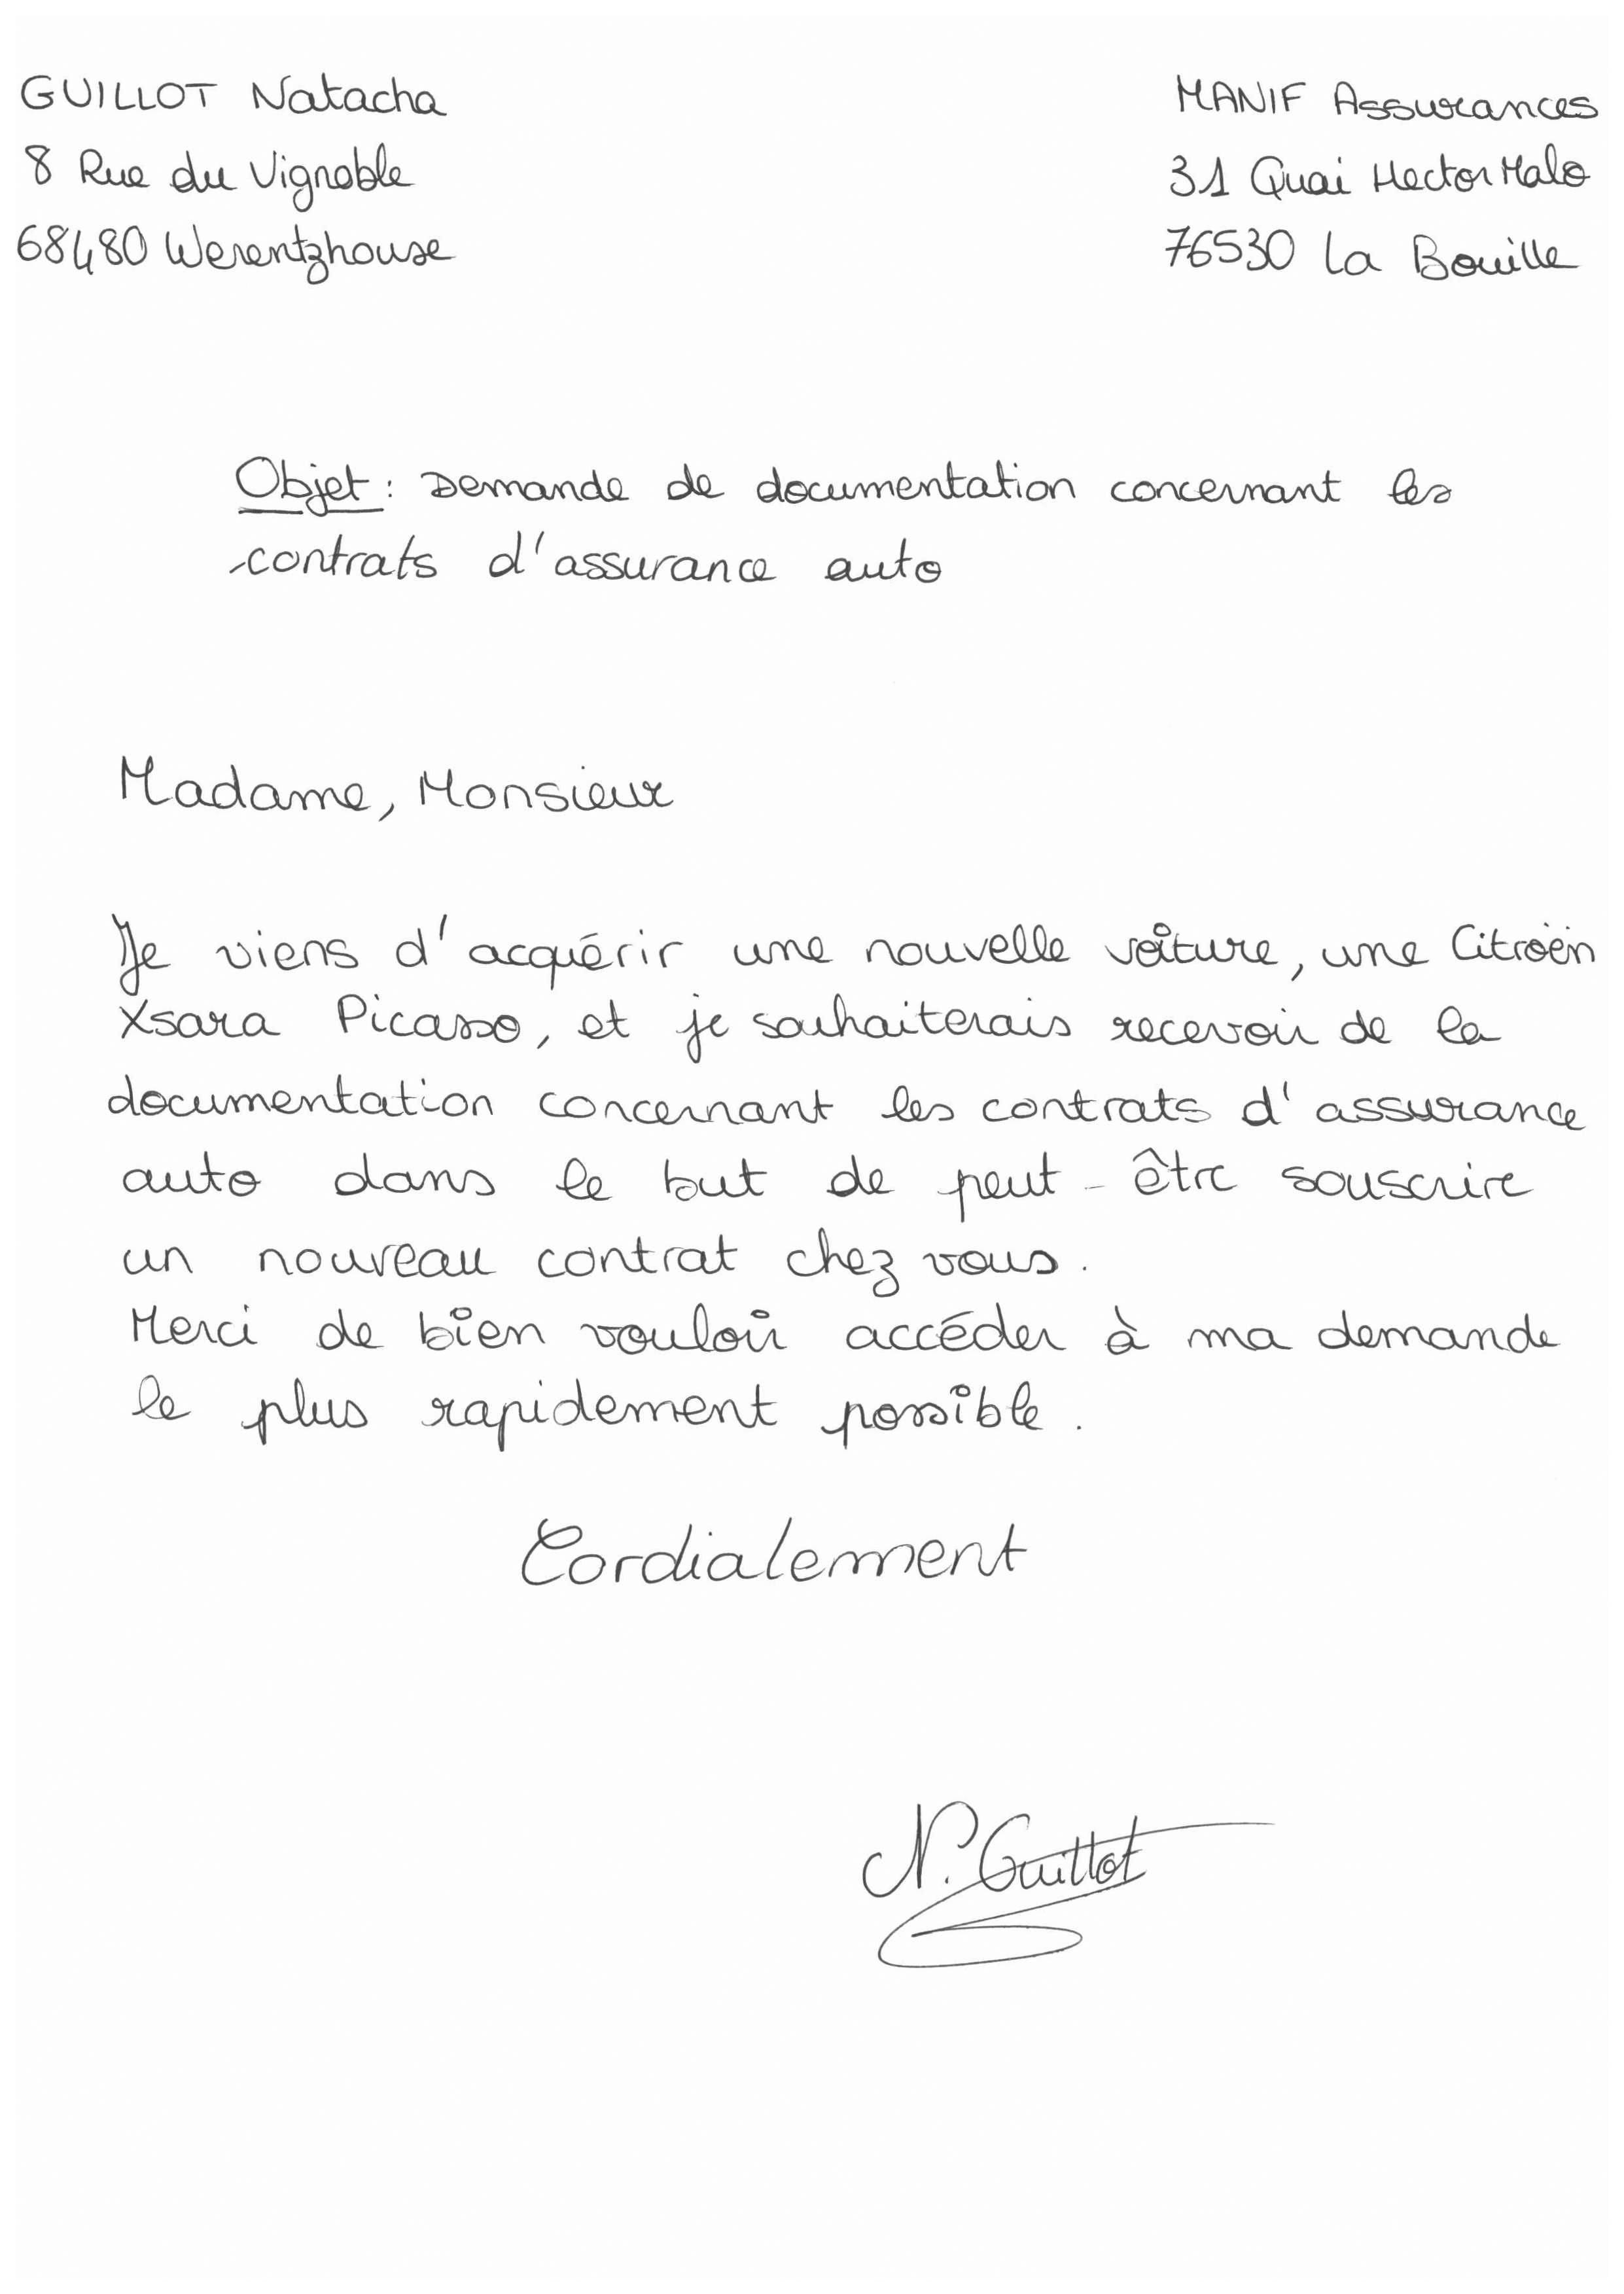 GUILLOT Natacha
8 Rue du Vignoble
68480 Werentzhouse
MANIF Assurances
31 Quai Hector Malo
76530 La Bouille
Objet : Demande de documentation concernant les
contrats d'assurance auto
Madame, Monsieur
Je viens d'acquérir une nouvelle voiture, une Citroën
Xsara Picasso, et je souhaiterais recevoir de la
documentation concernant les contrats d'assurance
auto dans le but de peut-être souscrire
un nouveau contrat chez vous.
Merci de bien vouloir accéder à ma demande
le plus rapidement possible.
Cordialement
N. Guillot